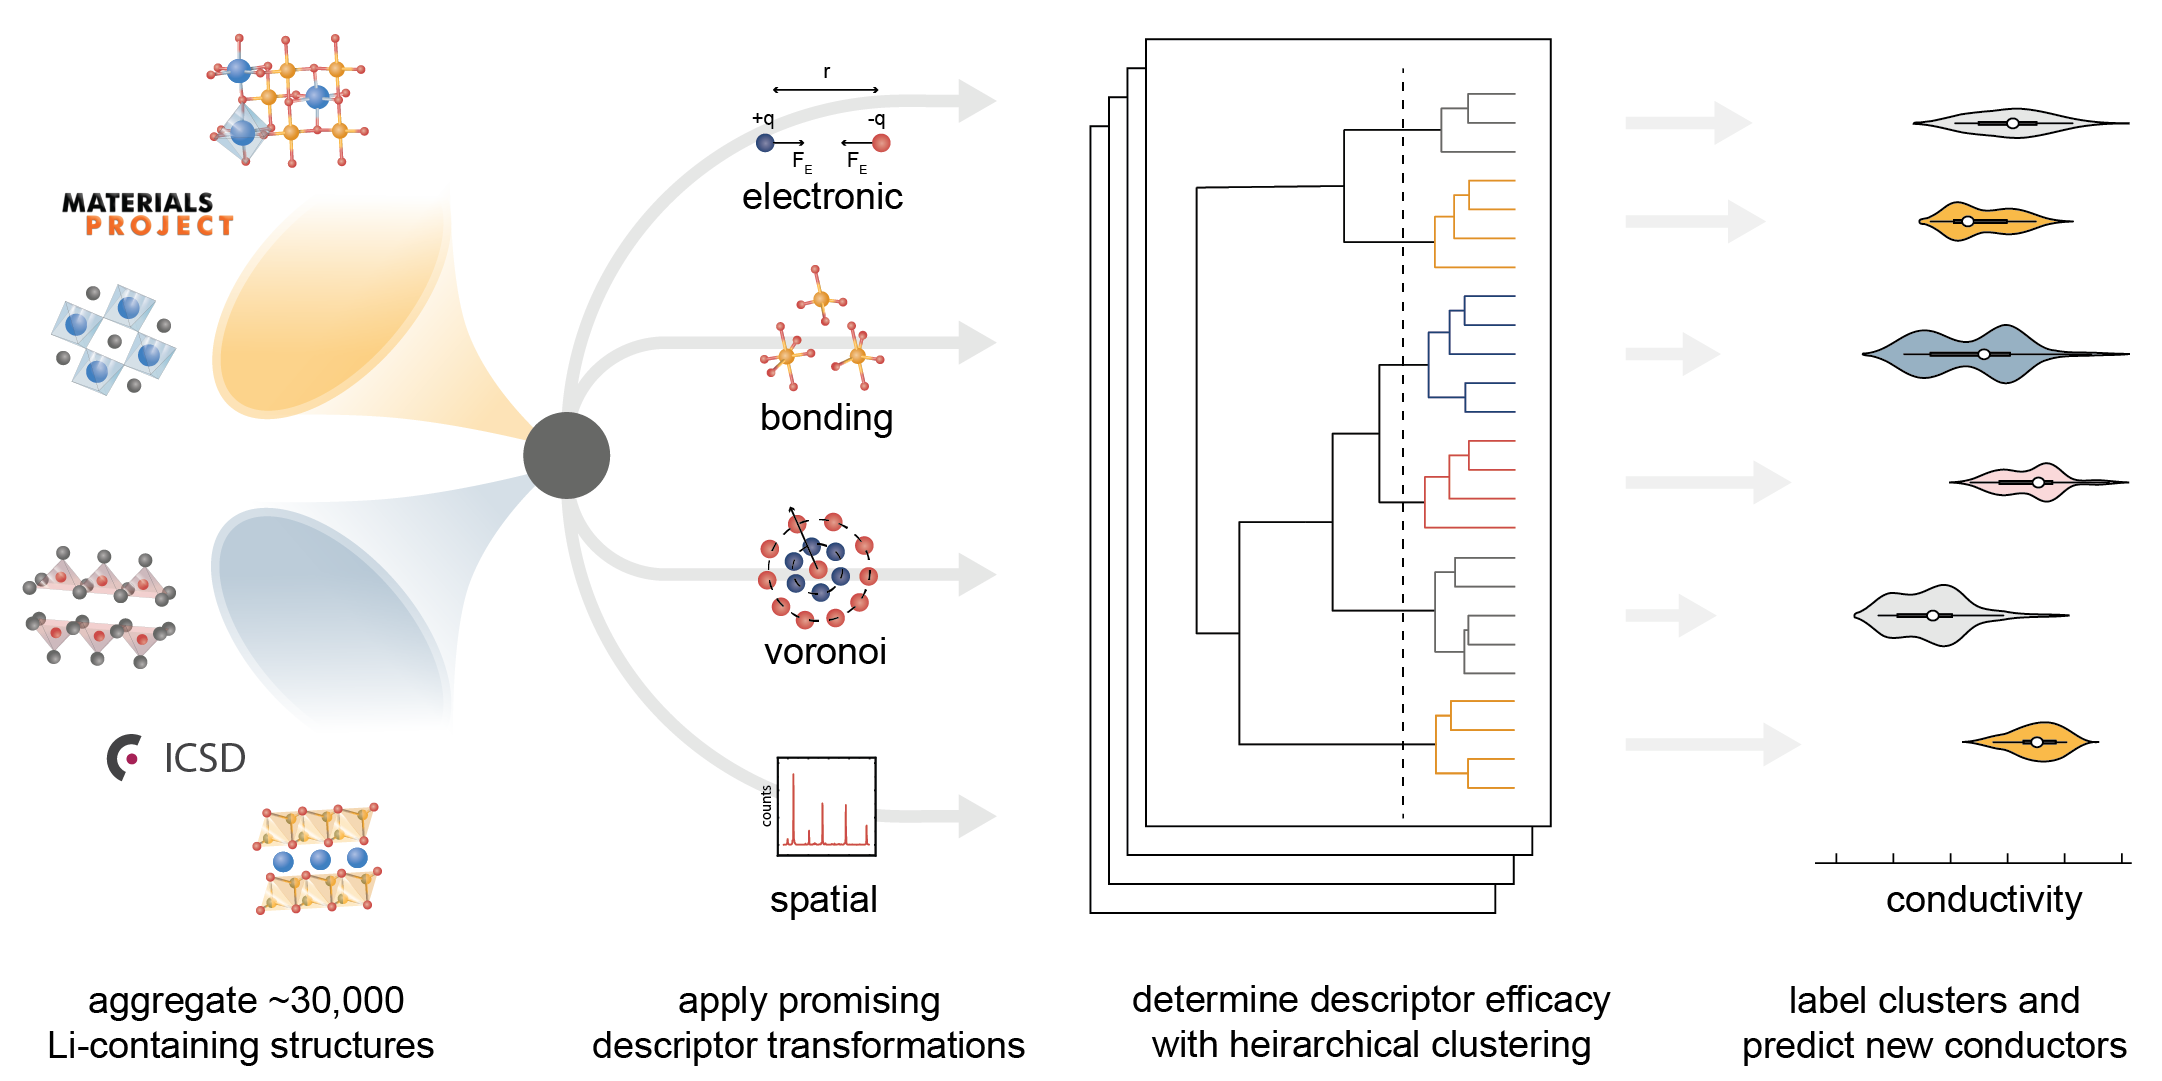 MATERIALS
PROJECT
ICSD
r
+q
-q
F_E
F_E
electronic
bonding
voronoi
counts
spatial
conductivity
aggregate ~30,000
Li-containing structures
apply promising
descriptor transformations
determine descriptor efficacy
with heirarchical clustering
label clusters and
predict new conductors